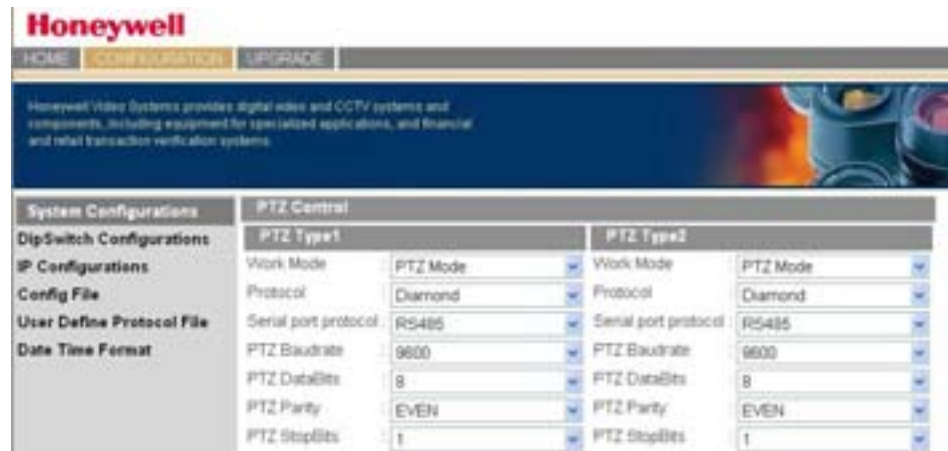 Honeywell
HOME CONFIGURATION UPGRADE
Honeywell Video Systems provides digital video and CCTV systems and
components, including equipment for specialized applications, and financial
and retail transaction verification systems.
System Configurations
DipSwitch Configurations
IP Configurations
Config File
User Define Protocol File
Date Time Format
PTZ Control
PTZ Type1 PTZ Type2
Work Mode : PTZ Mode Work Mode : PTZ Mode
Protocol : Diamond Protocol : Diamond
Serial port protocol : RS485 Serial port protocol : RS485
PTZ Baudrate : 9600 PTZ Baudrate : 9600
PTZ DataBits : 8 PTZ DataBits : 8
PTZ Parity : EVEN PTZ Parity : EVEN
PTZ StopBits : 1 PTZ StopBits : 1